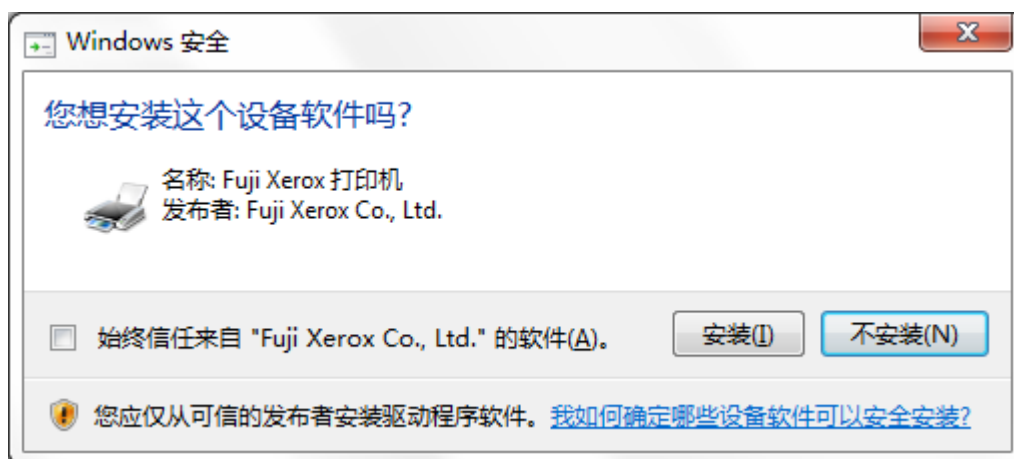 Windows 安全
您想安装这个设备软件吗?
名称: Fuji Xerox 打印机
发布者: Fuji Xerox Co., Ltd.
始终信任来自 "Fuji Xerox Co., Ltd." 的软件(A)。
安装(I)
不安装(N)
您应仅从可信的发布者安装驱动程序软件。我如何确定哪些设备软件可以安全安装?